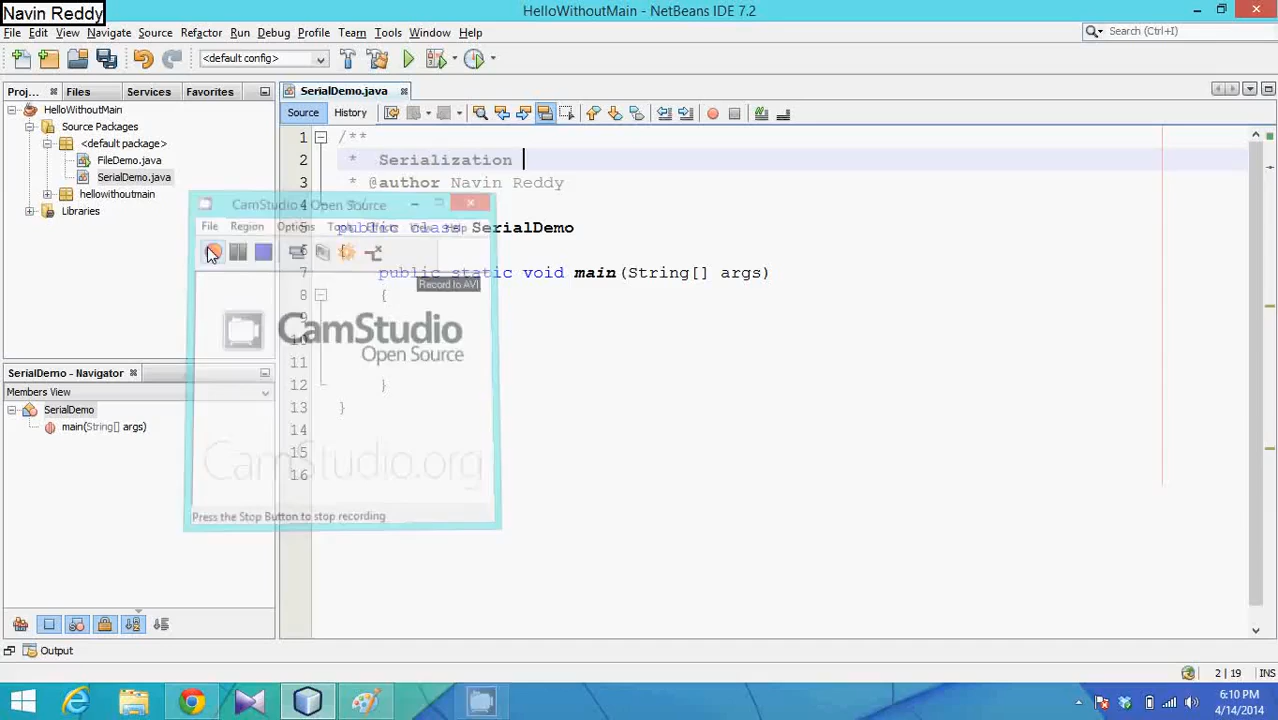 Navin Reddy
HelloWithoutMain - NetBeans IDE 7.2
File Edit View Navigate Source Refactor Run Debug Profile Team Tools Window Help
Search (Ctrl+I)
<default config>
Proj... Files Services Favorites
SerialDemo.java
Source History
HelloWithoutMain
Source Packages
<default package>
FileDemo.java
SerialDemo.java
hellowithoutmain
Libraries
1 /**
2 * Serialization
3 * @author Navin Reddy
4
5 public class SerialDemo
6
7 public static void main(String[] args)
8 {
9
10
11
12 }
13 }
14
15
16
CamStudio - Open Source
File Region Options
Record to AVI
CamStudio
Open Source
CamStudio.org
Press the Stop Button to stop recording
SerialDemo - Navigator
Members View
SerialDemo
main(String[] args)
Output
2 | 19 INS
6:10 PM
4/14/2014